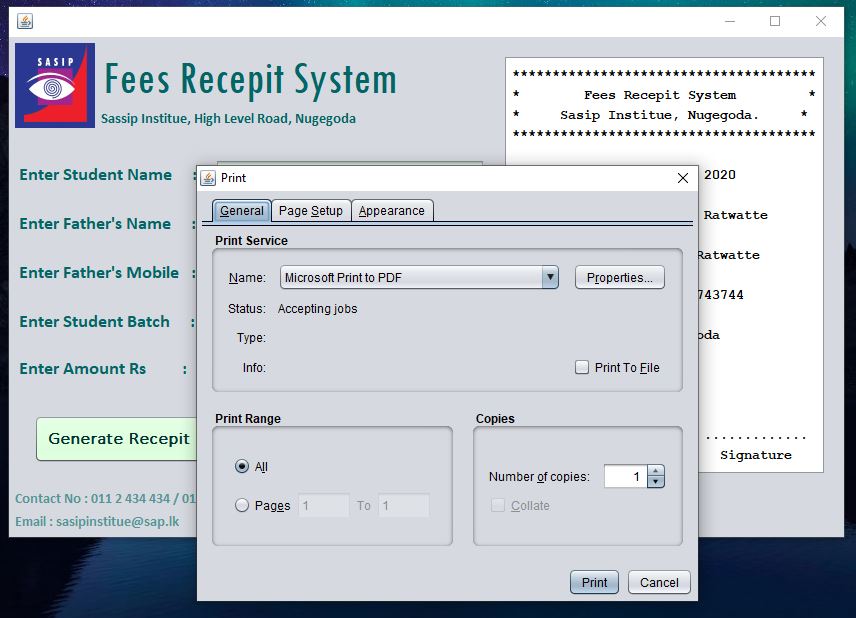 SASIP
Fees Recepit System
Sassip Institue, High Level Road, Nugegoda
Enter Student Name :
Enter Father's Name :
Enter Father's Mobile :
Enter Student Batch :
Enter Amount Rs :
Generate Recepit
Contact No : 011 2 434 434 / 01
Email : sasipinstitue@sap.lk
****************************************
* Fees Recepit System *
* Sasip Institue, Nugegoda. *
****************************************
2020
Ratwatte
Ratwatte
743744
oda
.............
Signature
Print
General Page Setup Appearance
Print Service
Name: Microsoft Print to PDF Properties...
Status: Accepting jobs
Type:
Info: Print To File
Print Range
All
Pages 1 To 1
Copies
Number of copies: 1
Collate
Print Cancel